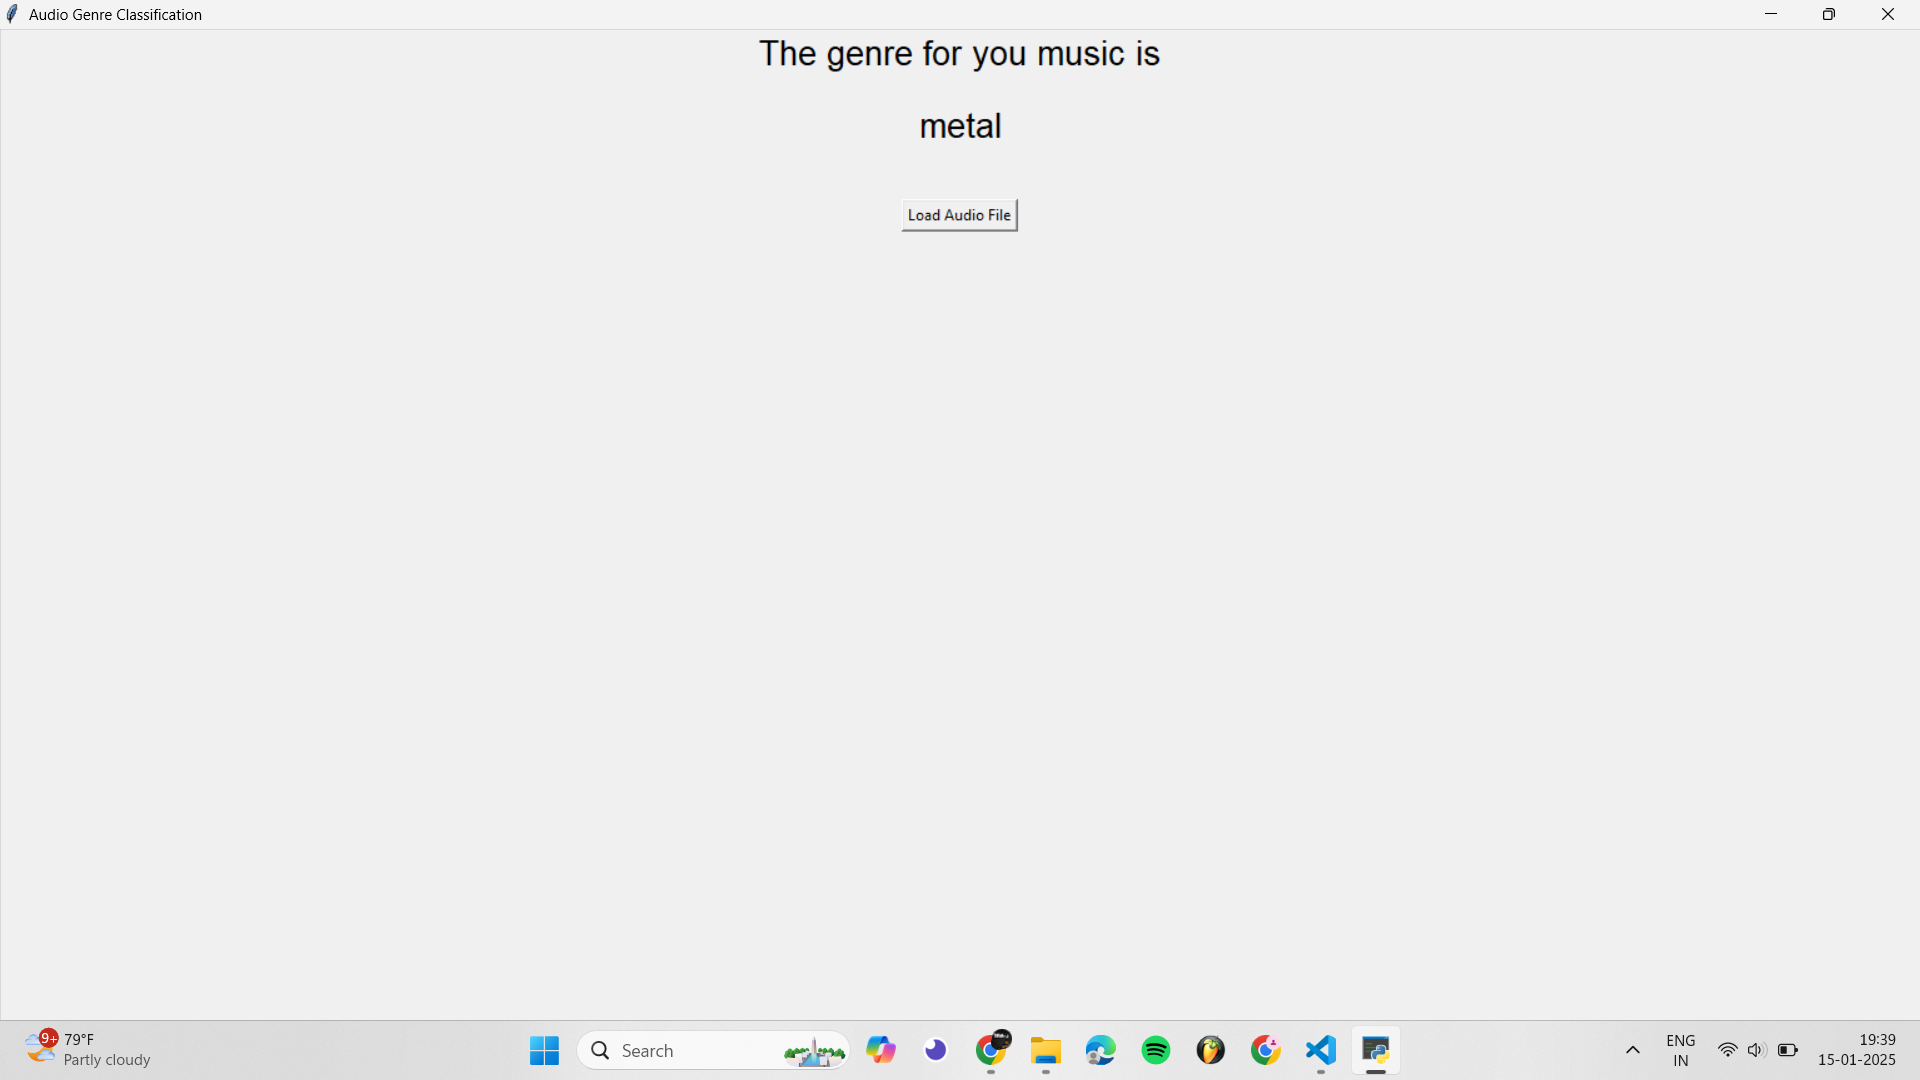 Audio Genre Classification
The genre for you music is
metal
Load Audio File
9+
79°F
Partly cloudy
Search
ENG
IN
19:39
15-01-2025